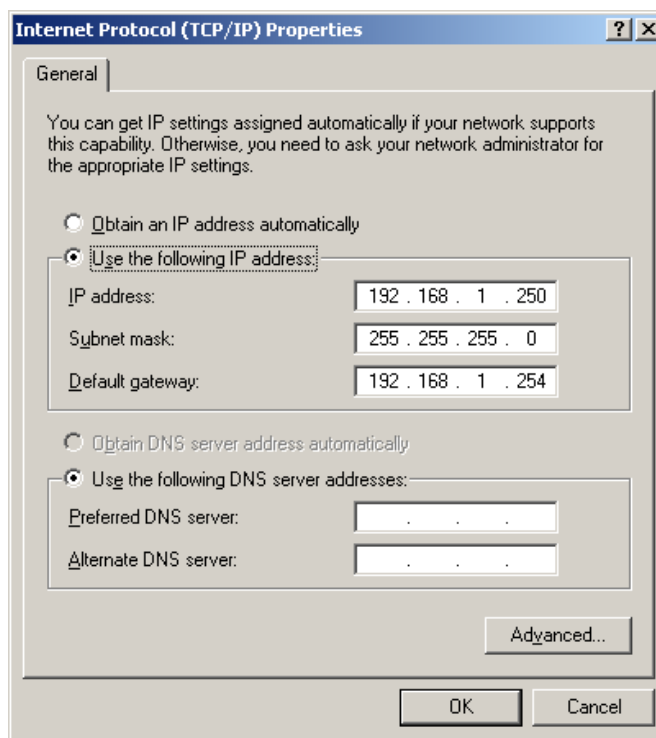 Internet Protocol (TCP/IP) Properties
General
You can get IP settings assigned automatically if your network supports
this capability. Otherwise, you need to ask your network administrator for
the appropriate IP settings.
Obtain an IP address automatically
Use the following IP address:
IP address: 192 . 168 . 1 . 250
Subnet mask: 255 . 255 . 255 . 0
Default gateway: 192 . 168 . 1 . 254
Obtain DNS server address automatically
Use the following DNS server addresses:
Preferred DNS server: . . .
Alternate DNS server: . . .
Advanced...
OK Cancel